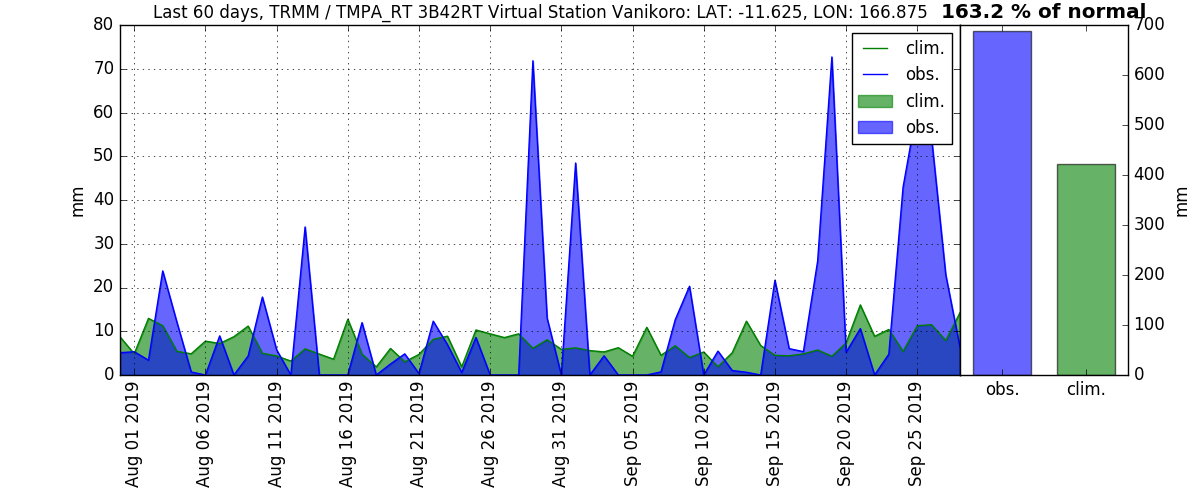 Last 60 days, TRMM / TMPA_RT 3B42RT Virtual Station Vanikoro: LAT: -11.625, LON: 166.875
163.2 % of normal
80
70
60
50
40
30
20
10
0
mm
clim.
obs.
clim.
obs.
700
600
500
400
300
200
100
0
mm
obs.
clim.
Aug 01 2019
Aug 06 2019
Aug 11 2019
Aug 16 2019
Aug 21 2019
Aug 26 2019
Aug 31 2019
Sep 05 2019
Sep 10 2019
Sep 15 2019
Sep 20 2019
Sep 25 2019